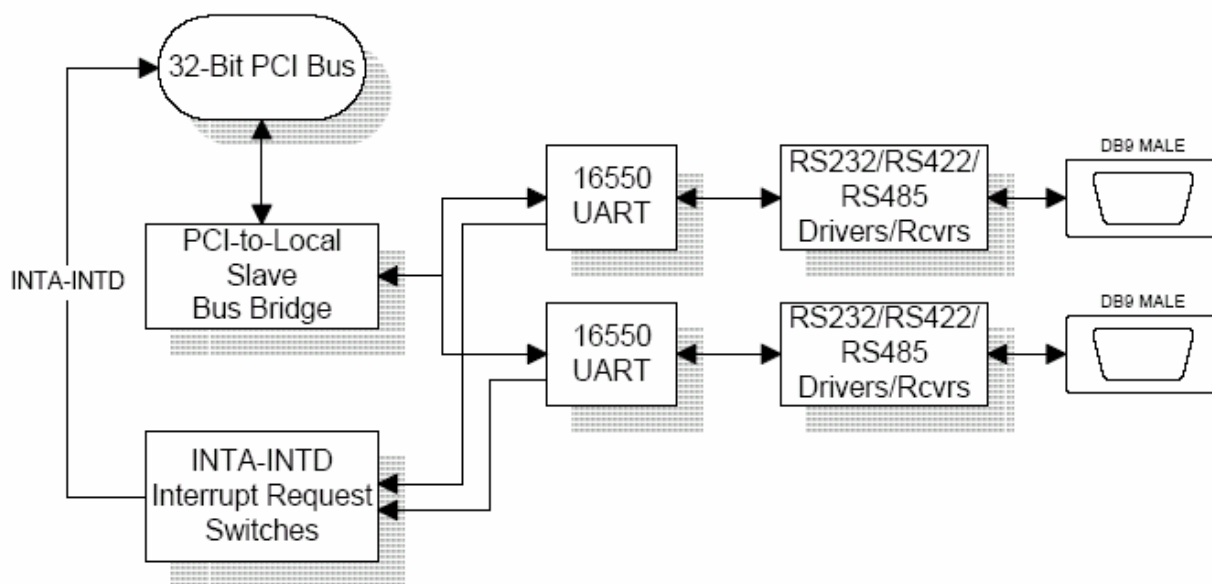 32-Bit PCI Bus
PCI-to-Local
Slave
Bus Bridge
INTA-INTD
INTA-INTD
Interrupt Request
Switches
16550
UART
RS232/RS422/
RS485
Drivers/Rcvrs
DB9 MALE
16550
UART
RS232/RS422/
RS485
Drivers/Rcvrs
DB9 MALE